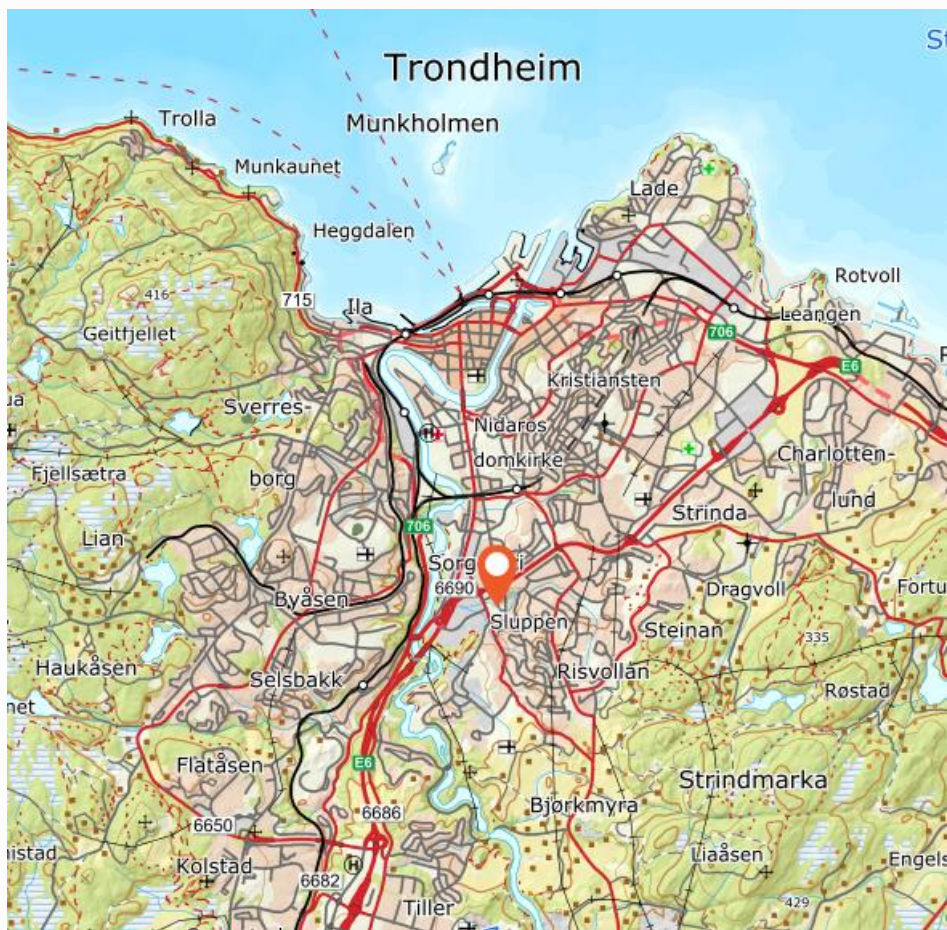 St
Trondheim
Trolla
Munkholmen
Munkaunet
Lade
Heggdalen
Rotvoll
416
715
Ila
Leangen
Geitfjellet
706
E6
Kristiansten
Sverres-
borg
Nidaros
domkirke
H
Charlotten-
lund
Fjellsætra
Strinda
Lian
706
6690
Byåsen
Sluppen
Dragvoll
Steinan
335
Haukåsen
Selsbakk
Risvollan
Røstad
Flatåsen
E6
Strindmarka
6686
Bjørkmyra
6650
Kolstad
H
Liaåsen
Engels
6682
Tiller
429